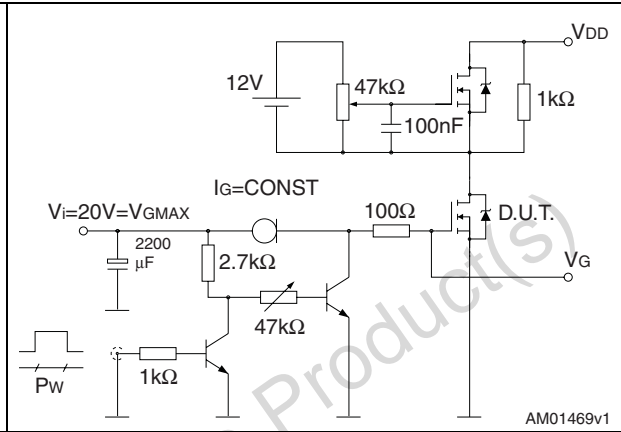 VDD
12V
47kΩ
1kΩ
100nF
IG=CONST
Vi=20V=VGMAX
100Ω
D.U.T.
2200
μF
2.7kΩ
VG
47kΩ
1kΩ
PW
AM01469v1
Product(s)